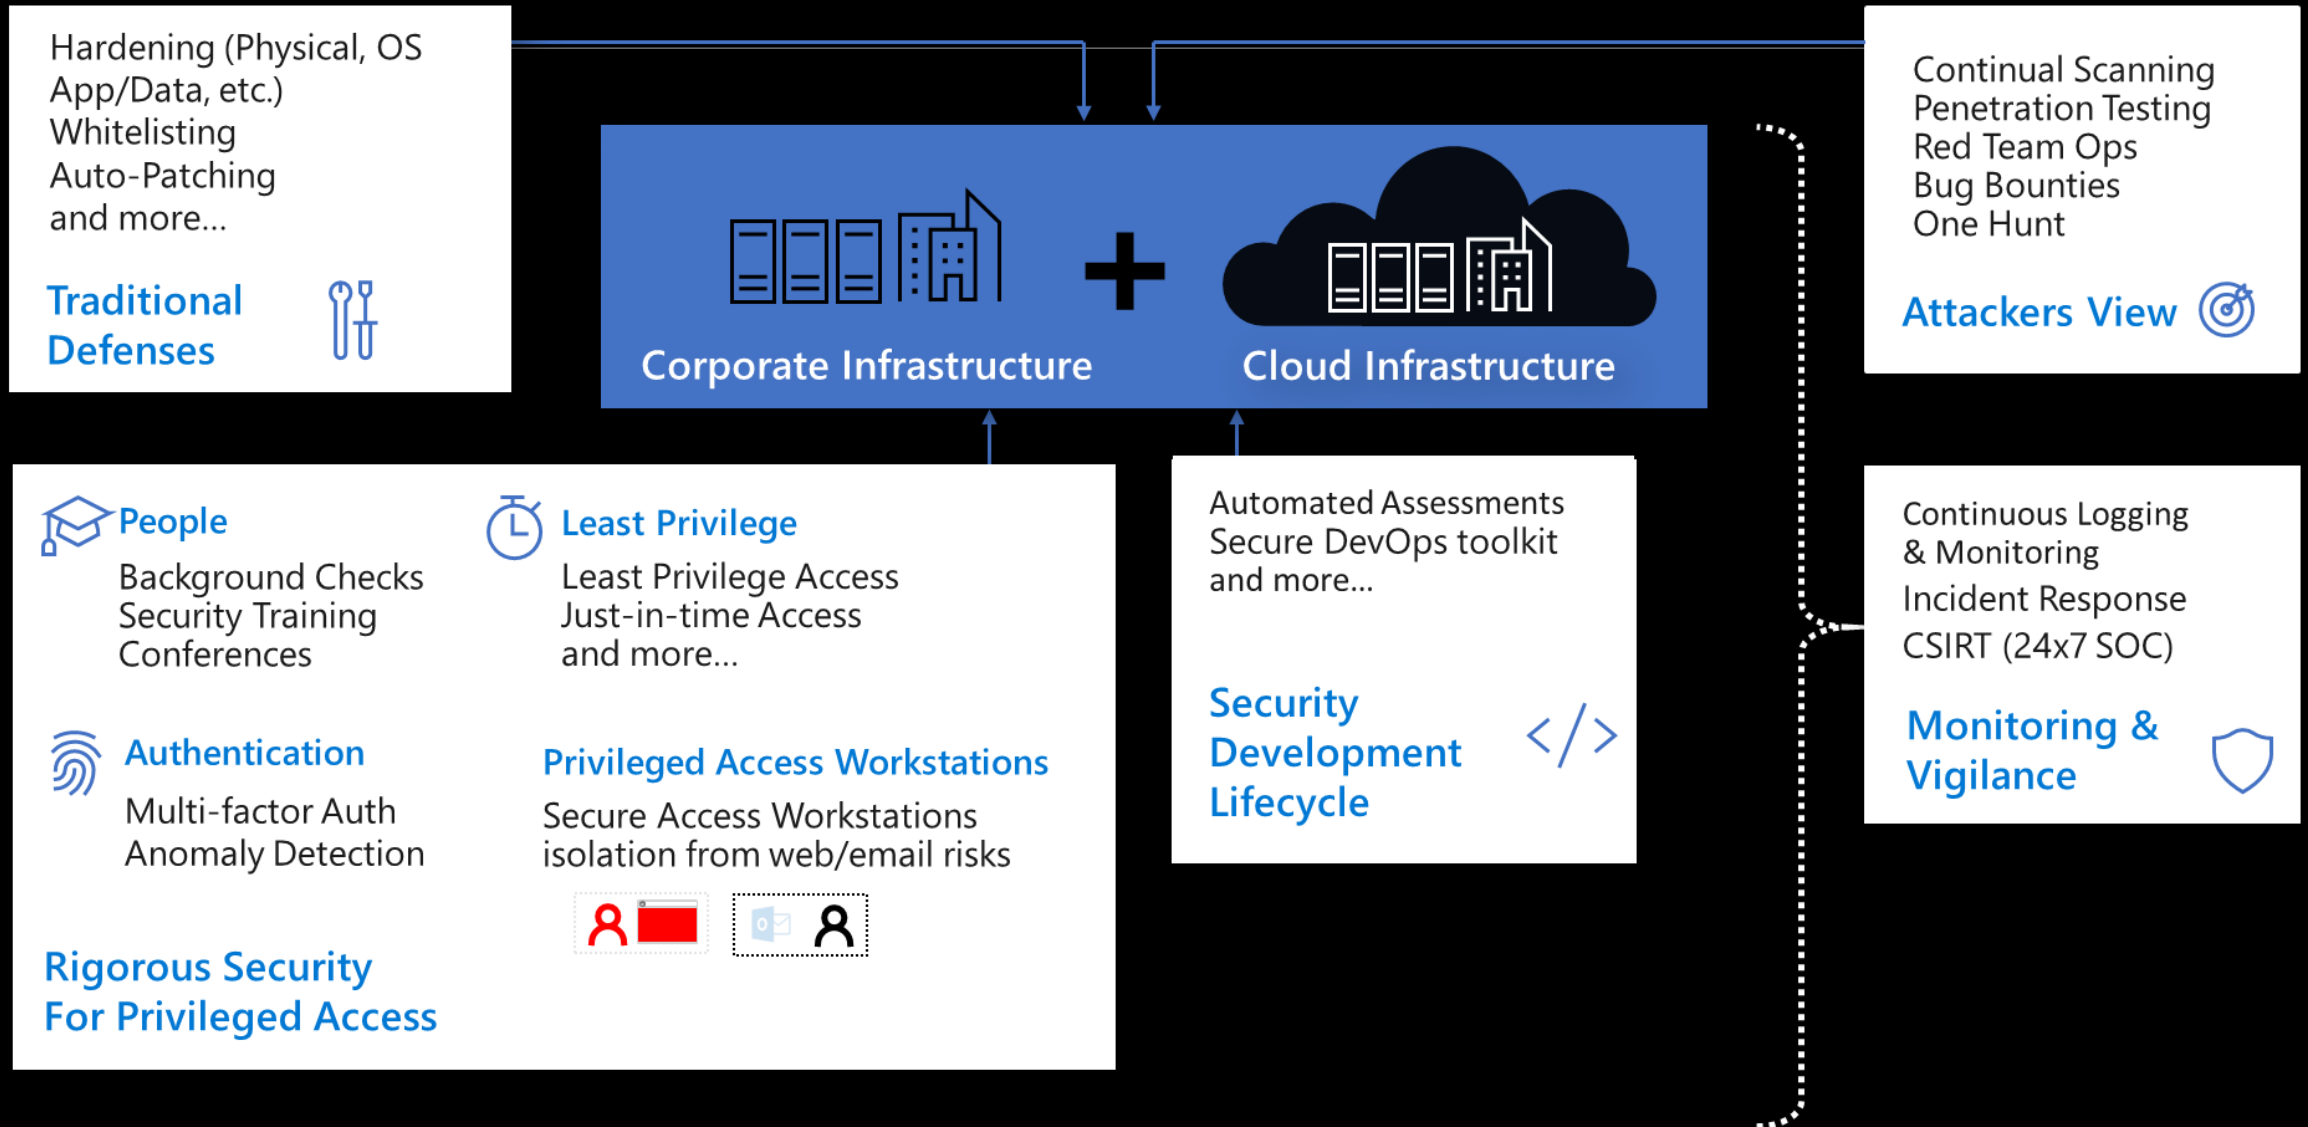 Hardening (Physical, OS
App/Data, etc.)
Whitelisting
Auto-Patching
and more...
Traditional
Defenses
Corporate Infrastructure
Cloud Infrastructure
Continual Scanning
Penetration Testing
Red Team Ops
Bug Bounties
One Hunt
Attackers View
People
Background Checks
Security Training
Conferences
Least Privilege
Least Privilege Access
Just-in-time Access
and more...
Authentication
Multi-factor Auth
Anomaly Detection
Privileged Access Workstations
Secure Access Workstations
isolation from web/email risks
Rigorous Security
For Privileged Access
Automated Assessments
Secure DevOps toolkit
and more...
Security
Development
Lifecycle
Continuous Logging
& Monitoring
Incident Response
CSIRT (24x7 SOC)
Monitoring &
Vigilance